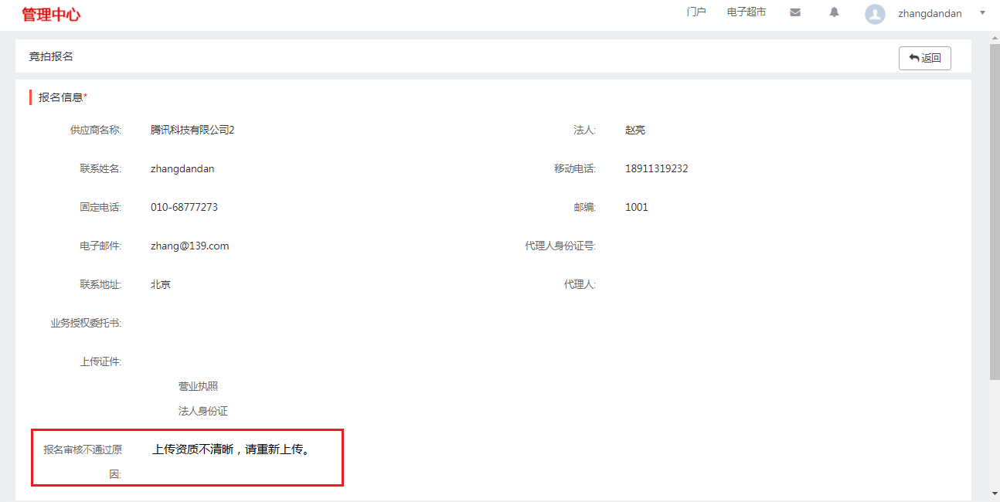 管理中心
门户 电子超市 zhangdandan
竞拍报名
返回
报名信息*
供应商名称: 腾讯科技有限公司2 法人: 赵亮
联系姓名: zhangdandan 移动电话: 18911319232
固定电话: 010-68777273 邮编: 1001
电子邮件: zhang@139.com 代理人身份证号:
联系地址: 北京 代理人:
业务授权委托书:
上传证件:
营业执照
法人身份证
报名审核不通过原 上传资质不清晰，请重新上传。
因: